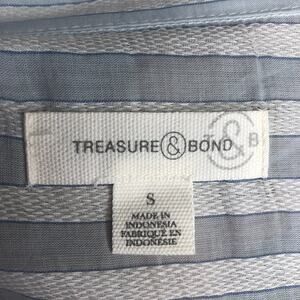 TREASURE & BOND
T & B
S
MADE IN
INDONESIA
FABRIQUÉ EN
INDONÉSIE